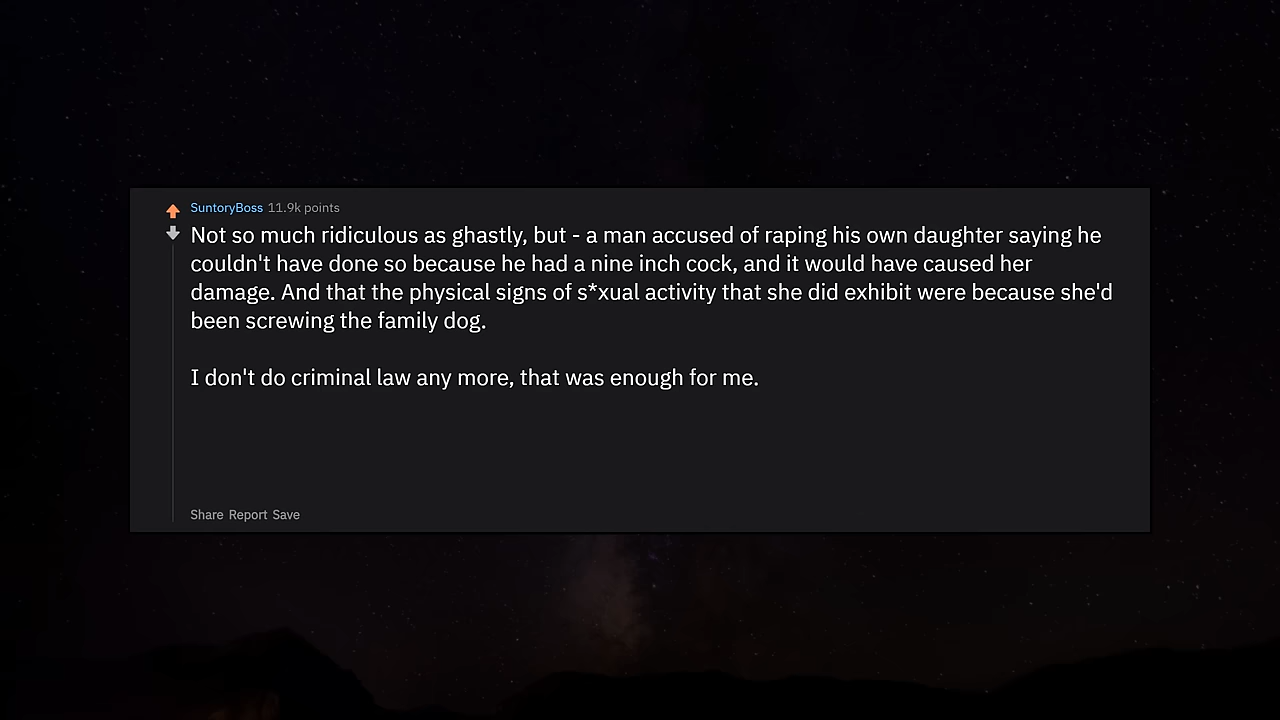 SuntoryBoss 11.9k points
Not so much ridiculous as ghastly, but - a man accused of raping his own daughter saying he
couldn't have done so because he had a nine inch cock, and it would have caused her
damage. And that the physical signs of s*xual activity that she did exhibit were because she'd
been screwing the family dog.
I don't do criminal law any more, that was enough for me.
Share Report Save